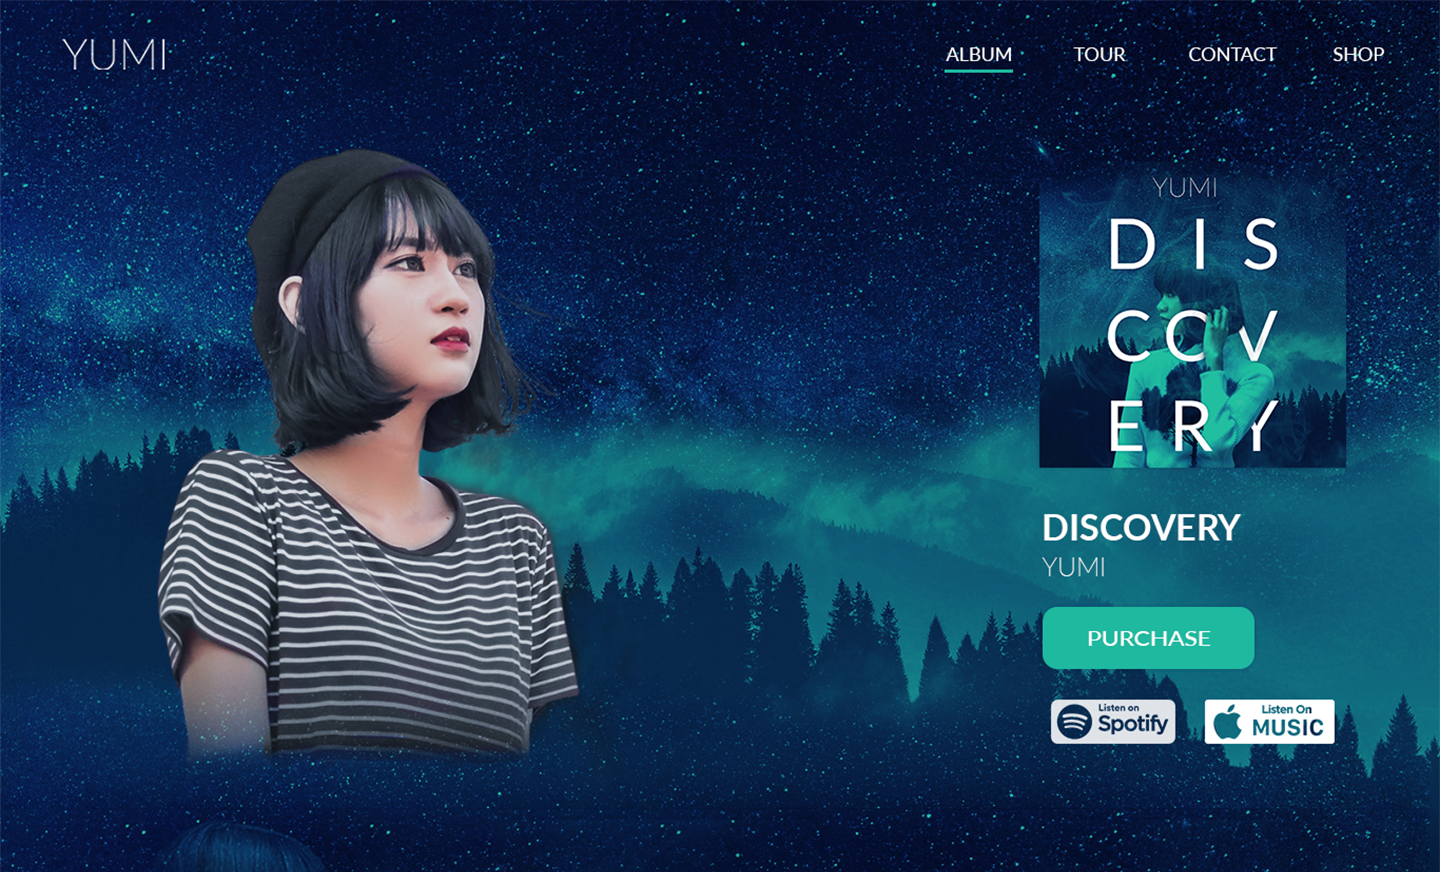 YUMI
ALBUM TOUR CONTACT SHOP
YUMI
DIS
COV
ERY
DISCOVERY
YUMI
PURCHASE
Listen on
Spotify
Listen On
MUSIC